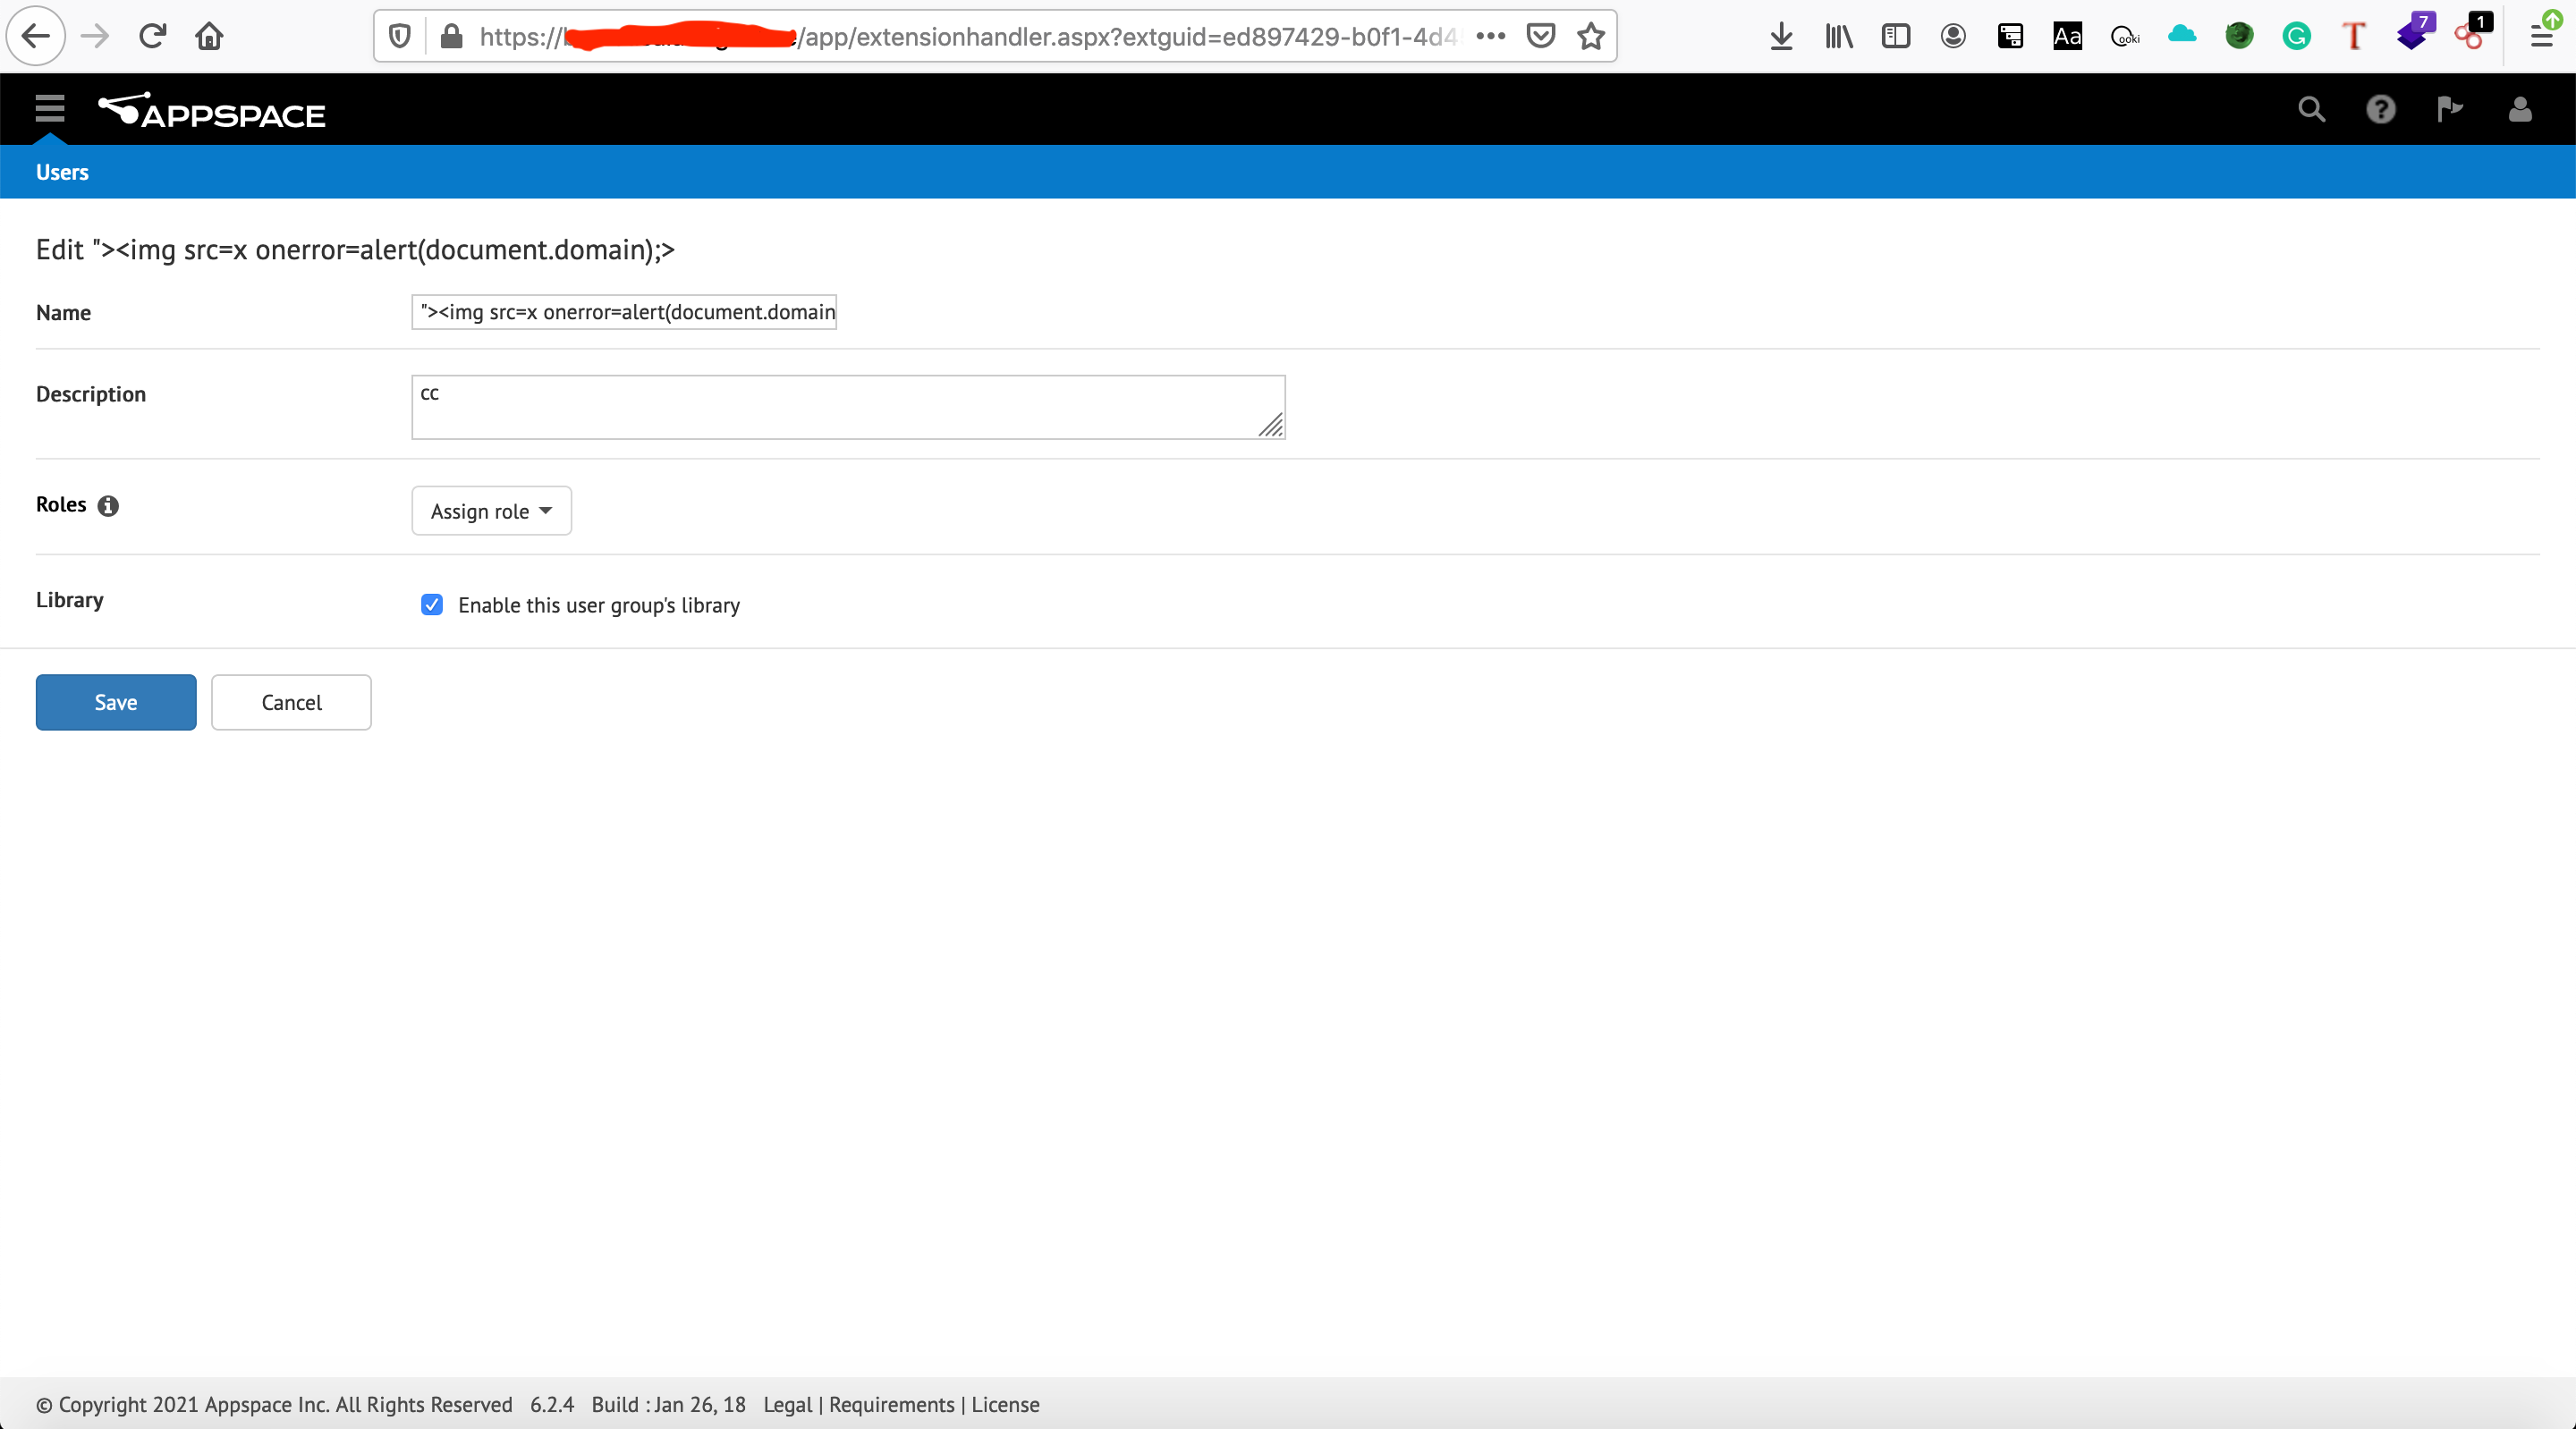 https:// /app/extensionhandler.aspx?extguid=ed897429-b0f1-4d4
Aa
ooki
G
T
7
1
APPSPACE
Users
Edit "><img src=x onerror=alert(document.domain);>
Name "><img src=x onerror=alert(document.domain
Description cc
Roles Assign role
Library Enable this user group's library
Save Cancel
© Copyright 2021 Appspace Inc. All Rights Reserved 6.2.4 Build : Jan 26, 18 Legal | Requirements | License